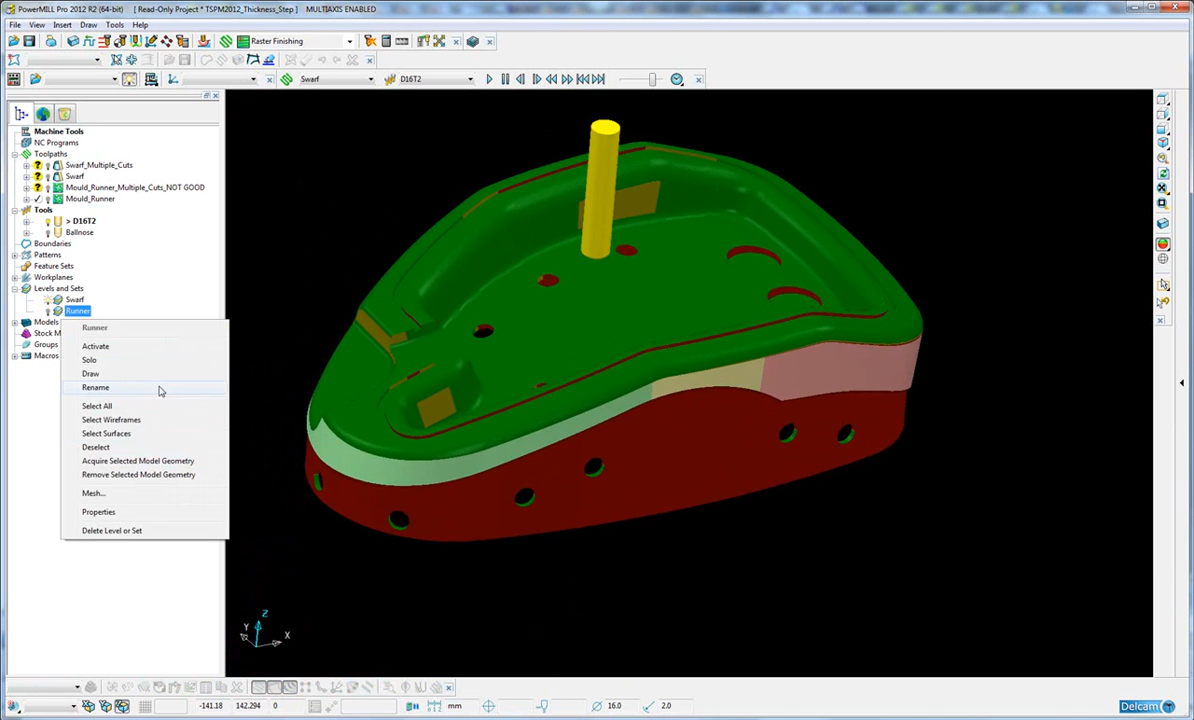 PowerMILL Pro 2012 R2 (64-bit) - [ Read-Only Project * TSPM2012_Thickness_Step ] MULTIAXIS ENABLED
File View Insert Draw Tools Help
Raster Finishing
Swarf D16T2
Machine Tools
NC Programs
Toolpaths
Swarf_Multiple_Cuts
Swarf
Mould_Runner_Multiple_Cuts_NOT GOOD
Mould_Runner
Tools
> D16T2
Ballnose
Boundaries
Patterns
Feature Sets
Workplanes
Levels and Sets
Swarf
Runner
Models
Stock M
Groups
Macros
Runner
Activate
Solo
Draw
Rename
Select All
Select Wireframes
Select Surfaces
Deselect
Acquire Selected Model Geometry
Remove Selected Model Geometry
Mesh...
Properties
Delete Level or Set
Z
Y
X
-141.18 142.294 0 mm 16.0 2.0
Delcam